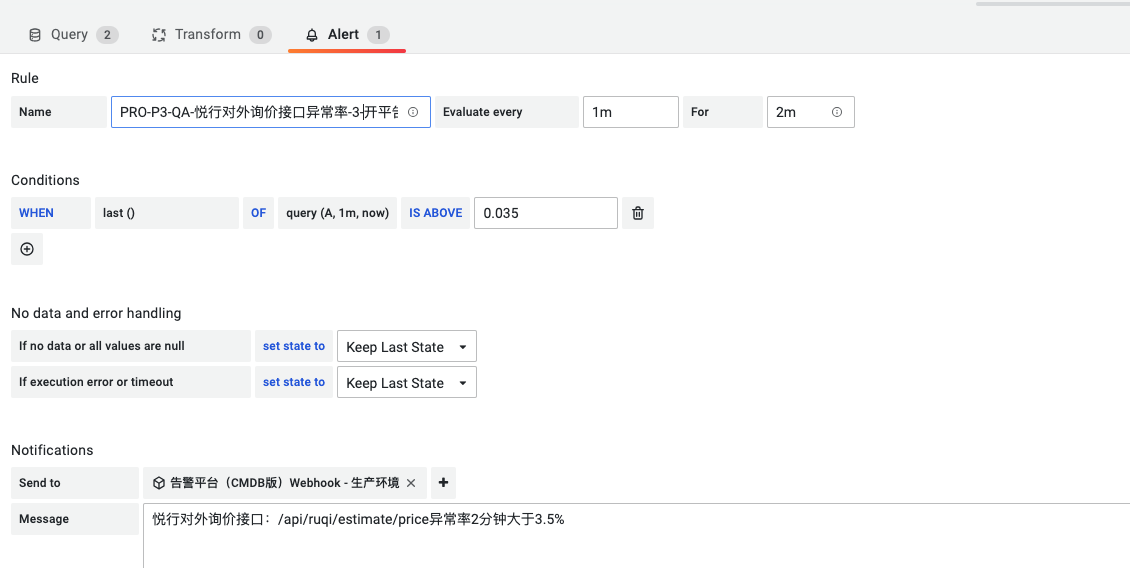 Query 2 Transform 0 Alert 1
Rule
Name PRO-P3-QA-悦行对外询价接口异常率-3-开平告 Evaluate every 1m For 2m
Conditions
WHEN last () OF query (A, 1m, now) IS ABOVE 0.035
No data and error handling
If no data or all values are null set state to Keep Last State
If execution error or timeout set state to Keep Last State
Notifications
Send to 告警平台（CMDB版）Webhook - 生产环境
Message 悦行对外询价接口：/api/ruqi/estimate/price异常率2分钟大于3.5%